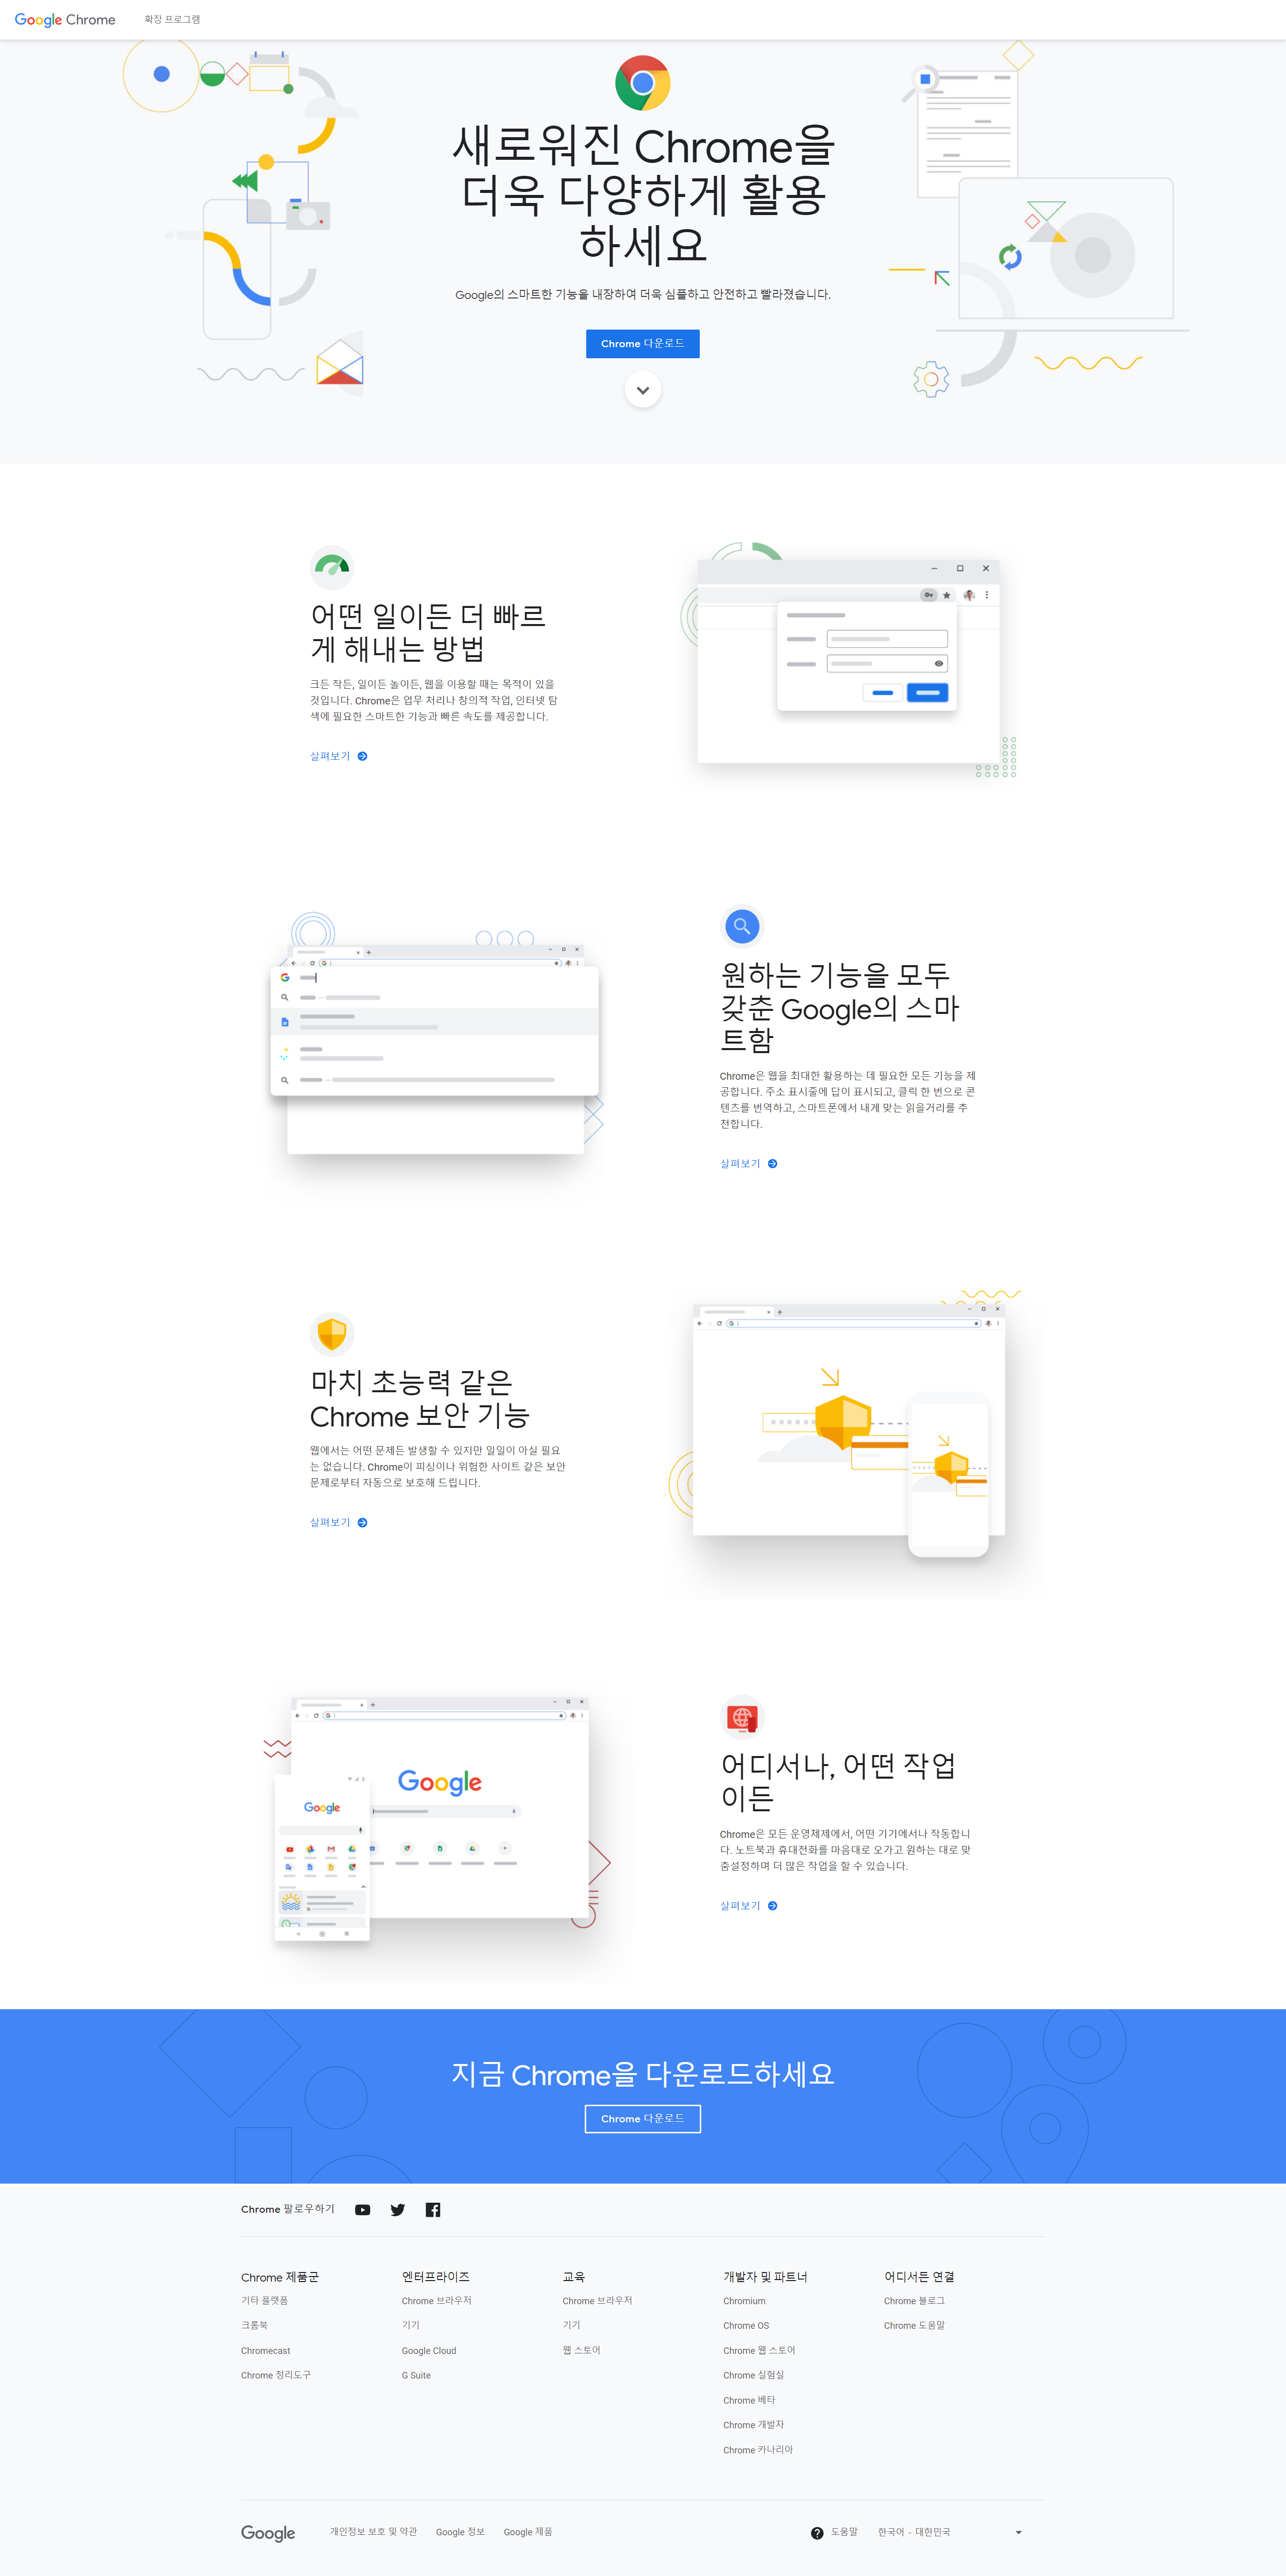 Google Chrome
확장 프로그램
새로워진 Chrome을
더욱 다양하게 활용
하세요
Google의 스마트한 기능을 내장하여 더욱 심플하고 안전하고 빨라졌습니다.
Chrome 다운로드
어떤 일이든 더 빠르
게 해내는 방법
크든 작든, 일이든 놀이든, 웹을 이용할 때는 목적이 있을
것입니다. Chrome은 업무 처리나 창의적 작업, 인터넷 탐
색에 필요한 스마트한 기능과 빠른 속도를 제공합니다.
살펴보기
원하는 기능을 모두
갖춘 Google의 스마
트함
Chrome은 웹을 최대한 활용하는 데 필요한 모든 기능을 제
공합니다. 주소 표시줄에 답이 표시되고, 클릭 한 번으로 콘
텐츠를 번역하고, 스마트폰에서 내게 맞는 읽을거리를 추
천합니다.
살펴보기
마치 초능력 같은
Chrome 보안 기능
웹에서는 어떤 문제든 발생할 수 있지만 일일이 아실 필요
는 없습니다. Chrome이 피싱이나 위험한 사이트 같은 보안
문제로부터 자동으로 보호해 드립니다.
살펴보기
Google
Google
어디서나, 어떤 작업
이든
Chrome은 모든 운영체제에서, 어떤 기기에서나 작동합니
다. 노트북과 휴대전화를 마음대로 오가고 원하는 대로 맞
춤설정하며 더 많은 작업을 할 수 있습니다.
살펴보기
지금 Chrome을 다운로드하세요
Chrome 다운로드
Chrome 팔로우하기
Chrome 제품군
기타 플랫폼
크롬북
Chromecast
Chrome 정리도구
엔터프라이즈
Chrome 브라우저
기기
Google Cloud
G Suite
교육
Chrome 브라우저
기기
웹 스토어
개발자 및 파트너
Chromium
Chrome OS
Chrome 웹 스토어
Chrome 실험실
Chrome 베타
Chrome 개발자
Chrome 카나리아
어디서든 연결
Chrome 블로그
Chrome 도움말
Google
개인정보 보호 및 약관
Google 정보
Google 제품
도움말
한국어 - 대한민국